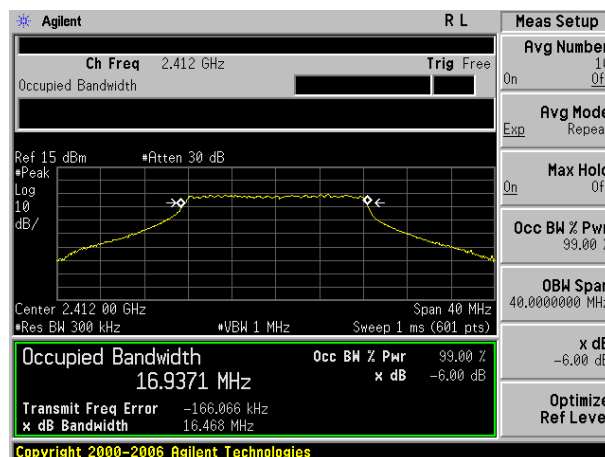 Agilent R L Meas Setup
Avg Number
On
Ch Freq 2.412 GHz Trig Free
Occupied Bandwidth
Avg Mode
Exp Repea
Ref 15 dBm #Atten 30 dB
#Peak
Log
10
dB/
Max Hold
On Of
Occ BW % Pwr
99.00 %
OBW Span
40.0000000 MHz
Center 2.412 00 GHz Span 40 MHz
#Res BW 300 kHz #VBW 1 MHz Sweep 1 ms (601 pts)
x dB
-6.00 dB
Occupied Bandwidth Occ BW % Pwr 99.00 %
16.9371 MHz x dB -6.00 dB
Optimize
Ref Level
Transmit Freq Error -166.066 kHz
x dB Bandwidth 16.468 MHz
Copyright 2000-2006 Agilent Technologies